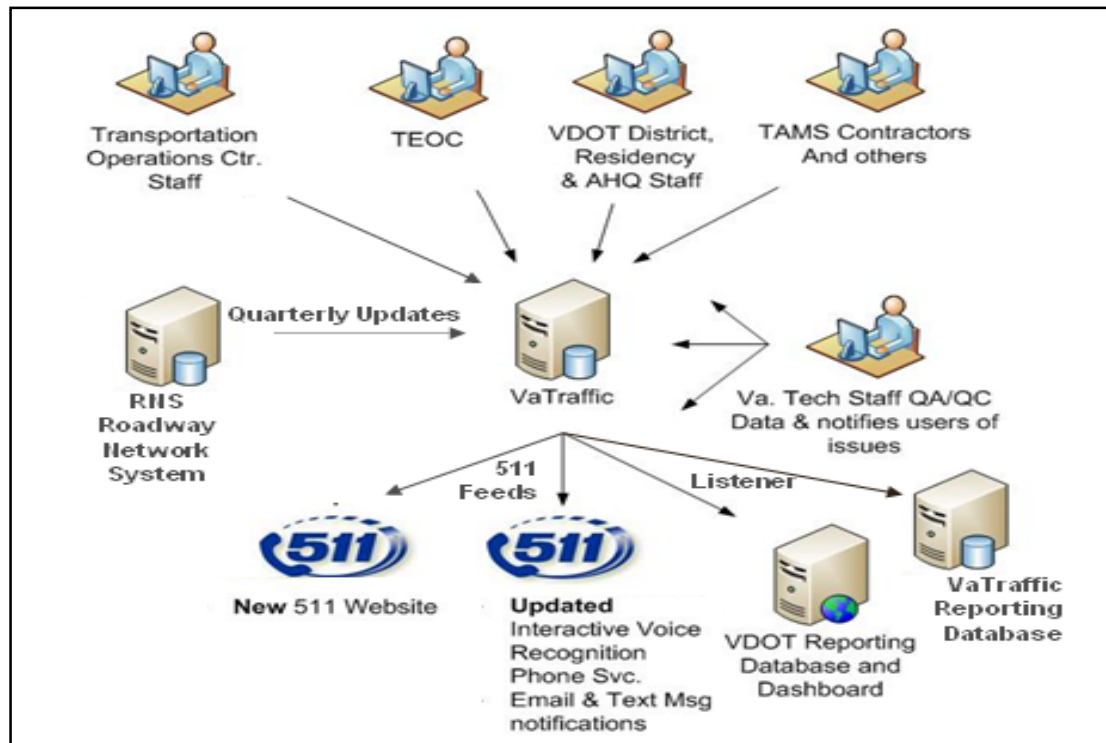 Transportation
Operations Ctr.
Staff
TEOC
VDOT District,
Residency
& AHQ Staff
TAMS Contractors
And others
Quarterly Updates
RNS
Roadway
Network
System
VaTraffic
Va. Tech Staff QA/QC
Data & notifies users of
issues
511
Feeds
Listener
511
New 511 Website
511
Updated
Interactive Voice
Recognition
Phone Svc.
Email & Text Msg
notifications
VDOT Reporting
Database and
Dashboard
VaTraffic
Reporting
Database